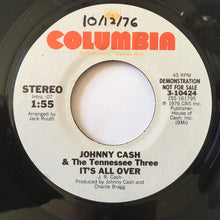 10/12/76
COLUMBIA
STEREO
Intro. :07
1:55
Arranged by
Jack Routh
45 RPM
DEMONSTRATION
NOT FOR SALE
3-10424
ZSS 161795
℗ 1976 CBS Inc.
Publisher:
House of Cash, Inc.
(BMI)
JOHNNY CASH
& The Tennessee Three
IT'S ALL OVER
-J. R. Cash-
Produced by Johnny Cash and
Charlie Bragg